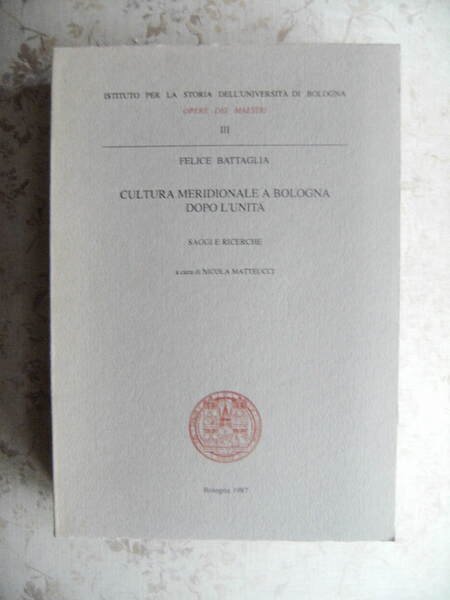 ISTITUTO PER LA STORIA DELL'UNIVERSITÀ DI BOLOGNA
OPERE DEI MAESTRI
III
FELICE BATTAGLIA
CULTURA MERIDIONALE A BOLOGNA
DOPO L'UNITÀ
SAGGI E RICERCHE
a cura di NICOLA MATTEUCCI
Bologna 1987